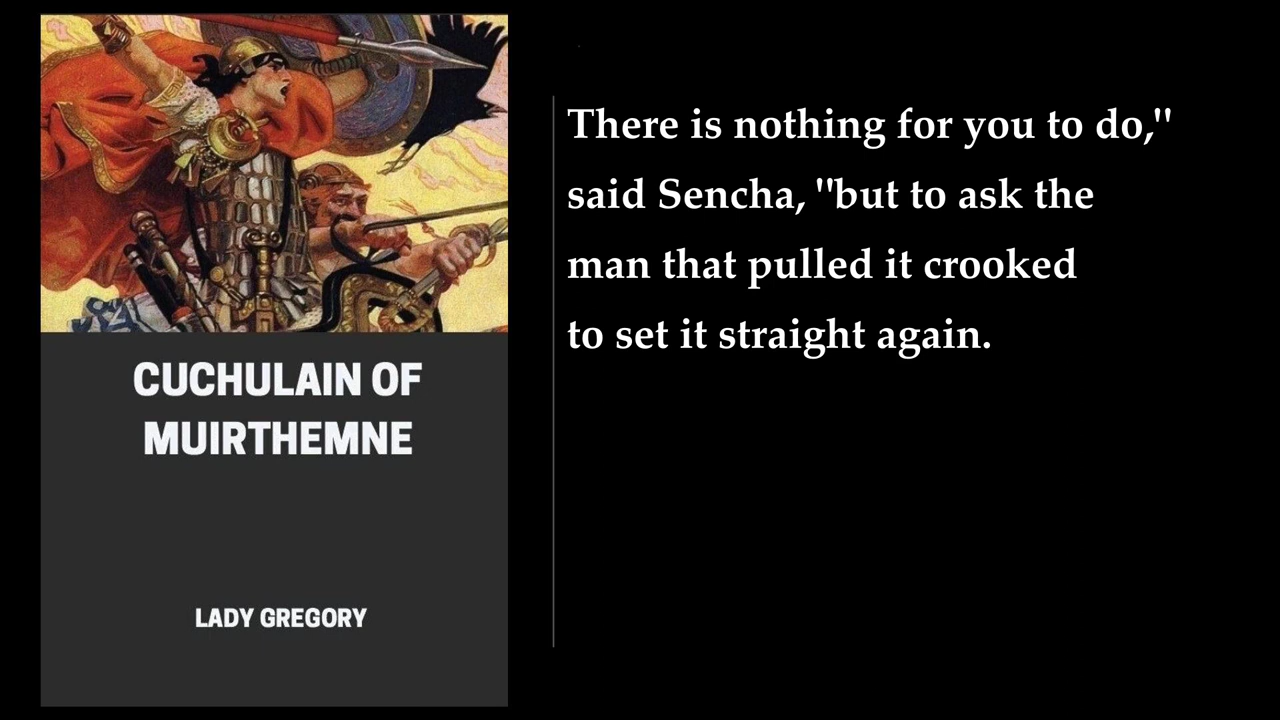 CUCHULAIN OF
MUIRTHEMNE
LADY GREGORY
There is nothing for you to do,"
said Sencha, "but to ask the
man that pulled it crooked
to set it straight again.